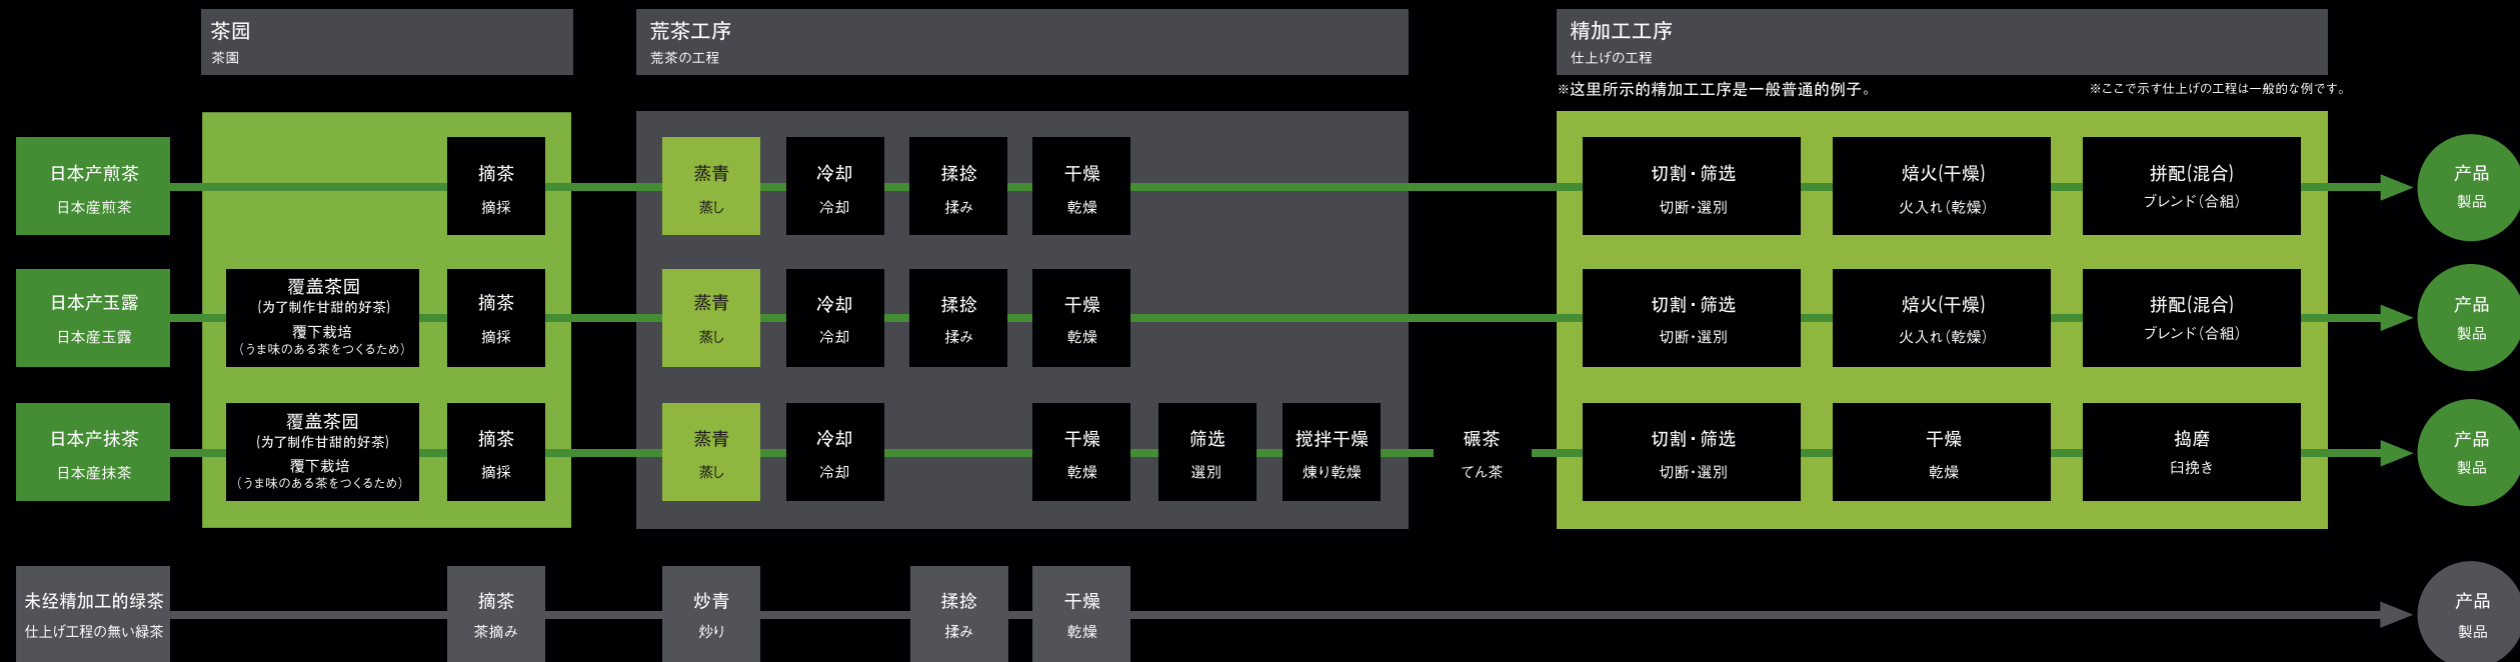 茶园
茶園
荒茶工序
荒茶の工程
精加工工序
仕上げの工程
※这里所示的精加工工序是一般普通的例子。
※ここで示す仕上げの工程は一般的な例です。
日本产煎茶
日本産煎茶
摘茶
摘採
蒸青
蒸し
冷却
冷却
揉捻
揉み
干燥
乾燥
切割・筛选
切断・選別
焙火(干燥)
火入れ(乾燥)
拼配(混合)
ブレンド(合組)
产品
製品
日本产玉露
日本産玉露
覆盖茶园
(为了制作甘甜的好茶)
覆下栽培
(うま味のある茶をつくるため)
摘茶
摘採
蒸青
蒸し
冷却
冷却
揉捻
揉み
干燥
乾燥
切割・筛选
切断・選別
焙火(干燥)
火入れ(乾燥)
拼配(混合)
ブレンド(合組)
产品
製品
日本产抹茶
日本産抹茶
覆盖茶园
(为了制作甘甜的好茶)
覆下栽培
(うま味のある茶をつくるため)
摘茶
摘採
蒸青
蒸し
冷却
冷却
干燥
乾燥
筛选
選別
搅拌干燥
煉り乾燥
碾茶
てん茶
切割・筛选
切断・選別
干燥
乾燥
捣磨
臼挽き
产品
製品
未经精加工的绿茶
仕上げ工程の無い緑茶
摘茶
茶摘み
炒青
炒り
揉捻
揉み
干燥
乾燥
产品
製品